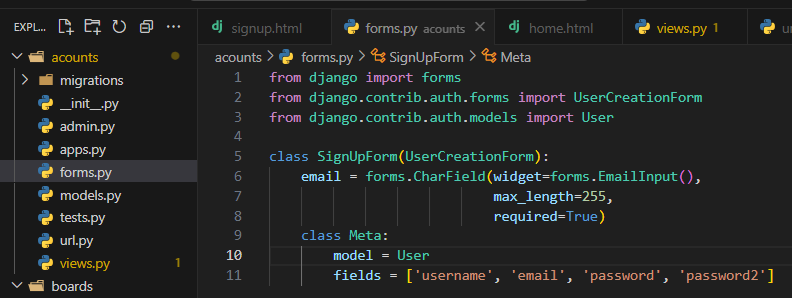 EXPL...
signup.html
forms.py acounts
home.html
views.py 1
acounts
acounts > forms.py > SignUpForm > Meta
migrations
__init__.py
admin.py
apps.py
forms.py
models.py
tests.py
url.py
views.py 1
boards
1 from django import forms
2 from django.contrib.auth.forms import UserCreationForm
3 from django.contrib.auth.models import User
4
5 class SignUpForm(UserCreationForm):
6 email = forms.CharField(widget=forms.EmailInput(),
7 max_length=255,
8 required=True)
9 class Meta:
10 model = User
11 fields = ['username', 'email', 'password', 'password2']